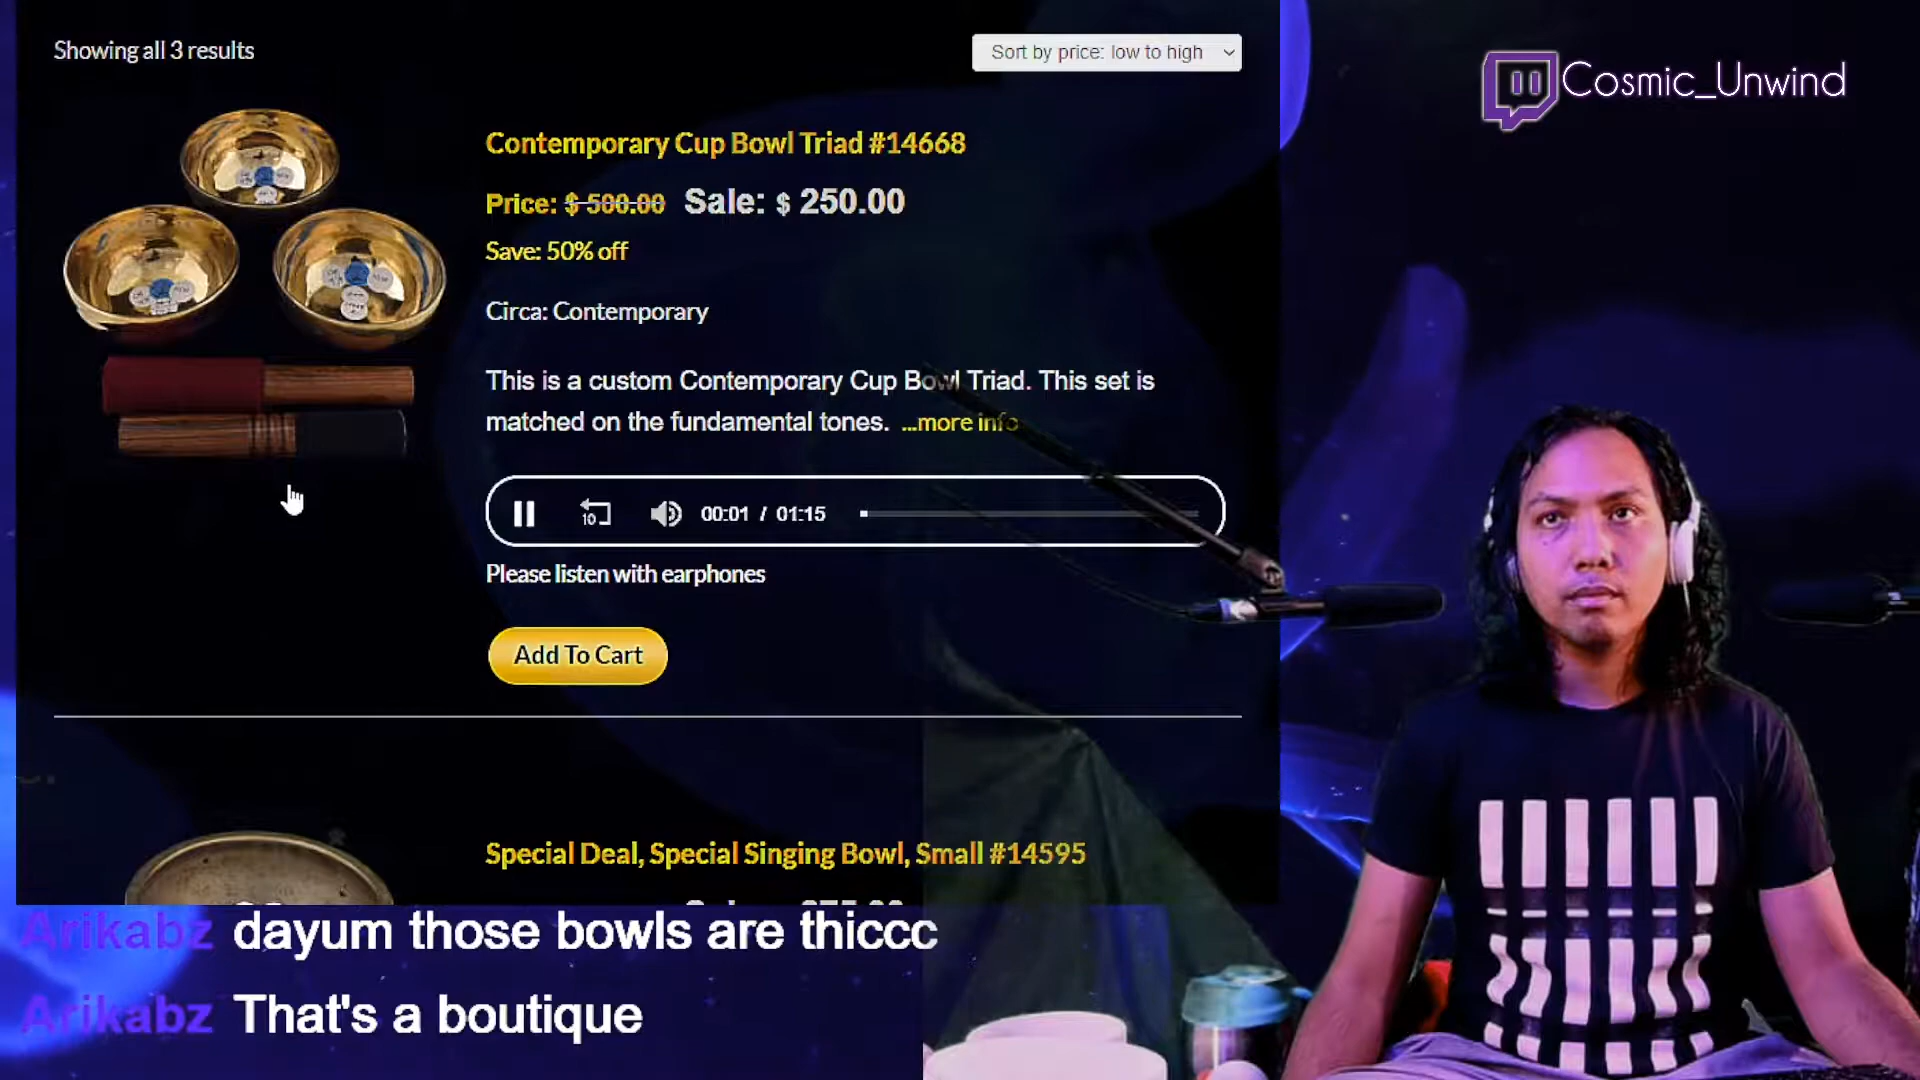 Showing all 3 results
Sort by price: low to high
Cosmic_Unwind
Contemporary Cup Bowl Triad #14668
Price: $ 500.00 Sale: $ 250.00
Save: 50% off
Circa: Contemporary
This is a custom Contemporary Cup Bowl Triad. This set is
matched on the fundamental tones. ...more info
10
00:01 / 01:15
Please listen with earphones
Add To Cart
Special Deal, Special Singing Bowl, Small #14595
Arikabz dayum those bowls are thiccc
Arikabz That's a boutique